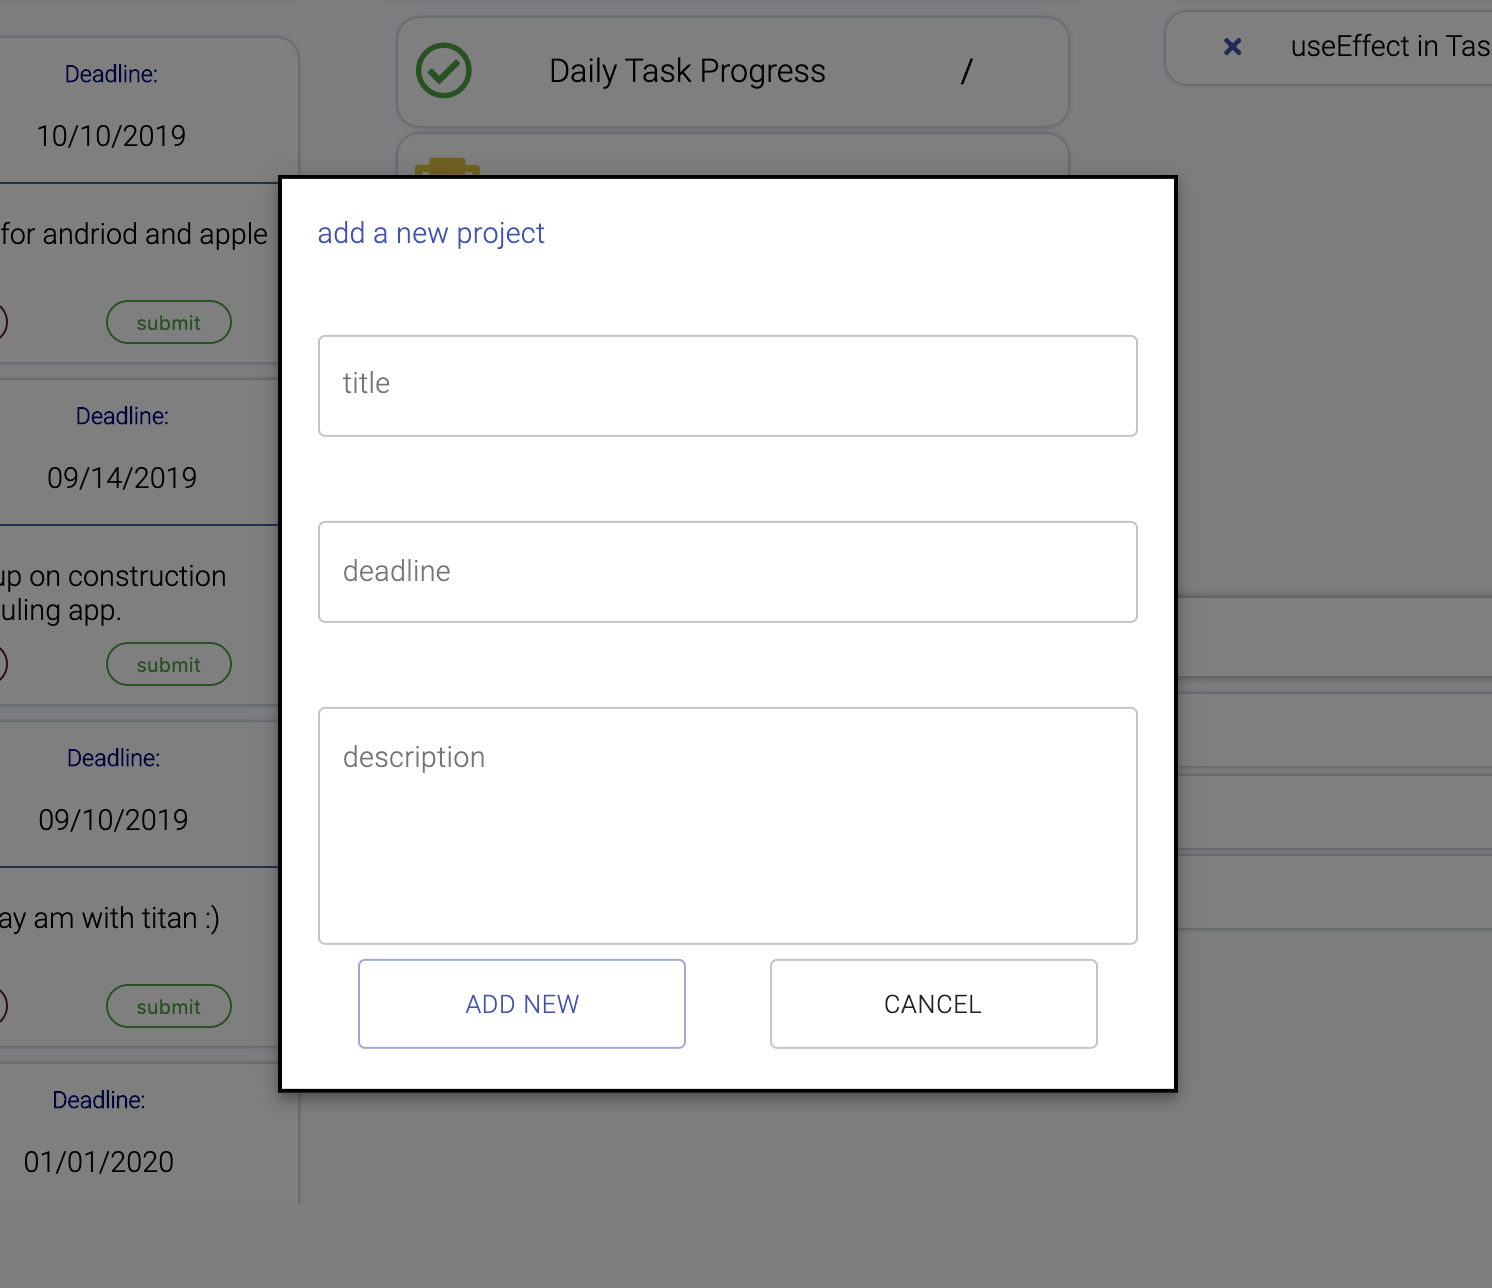 Deadline:
10/10/2019
for andriod and apple
submit
Deadline:
09/14/2019
up on construction
uling app.
submit
Deadline:
09/10/2019
ay am with titan :)
submit
Deadline:
01/01/2020
Daily Task Progress /
useEffect in Tas
add a new project
title
deadline
description
ADD NEW
CANCEL